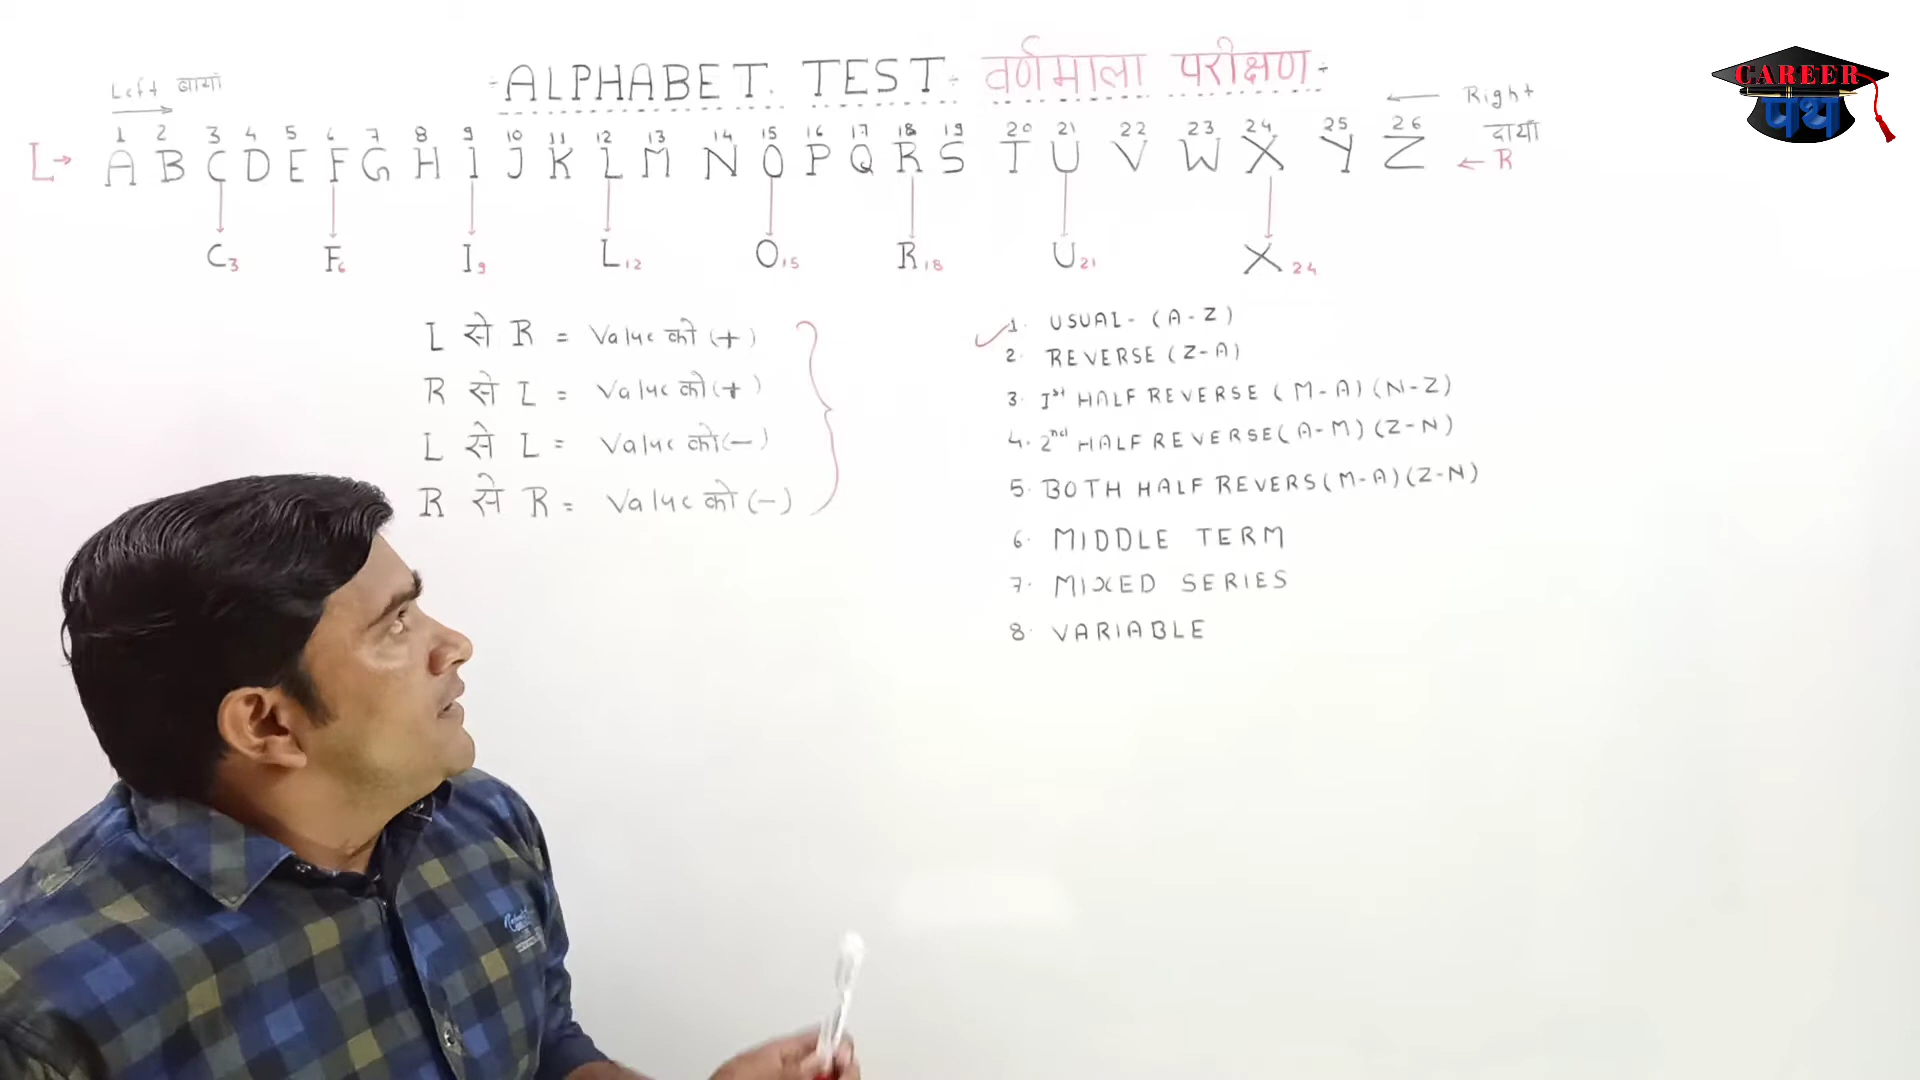 -: ALPHABET TEST :- वर्णमाला परीक्षण :-
Left बायां
Right
दायाँ
1 2 3 4 5 6 7 8 9 10 11 12 13 14 15 16 17 18 19 20 21 22 23 24 25 26
L→ A B C D E F G H I J K L M N O P Q R S T U V W X Y Z ← R
C3 F6 I9 L12 O15 R18 U21 X24
L से R = Value को (+)
R से L = Value को (+)
L से L = Value को (-)
R से R = Value को (-)
1. USUAL - (A-Z)
2. REVERSE (Z-A)
3. Ist HALF REVERSE (M-A) (N-Z)
4. 2nd HALF REVERSE (A-M) (Z-N)
5. BOTH HALF REVERS (M-A) (Z-N)
6. MIDDLE TERM
7. MIXED SERIES
8. VARIABLE
CAREER
पथ